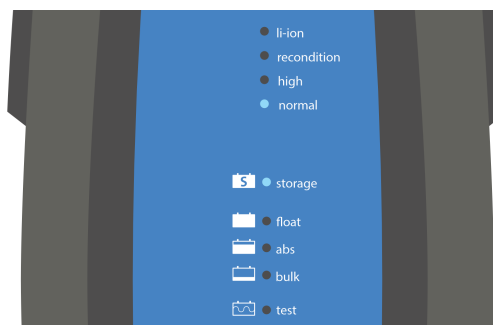 li-ion
recondition
high
normal
S storage
float
abs
bulk
test